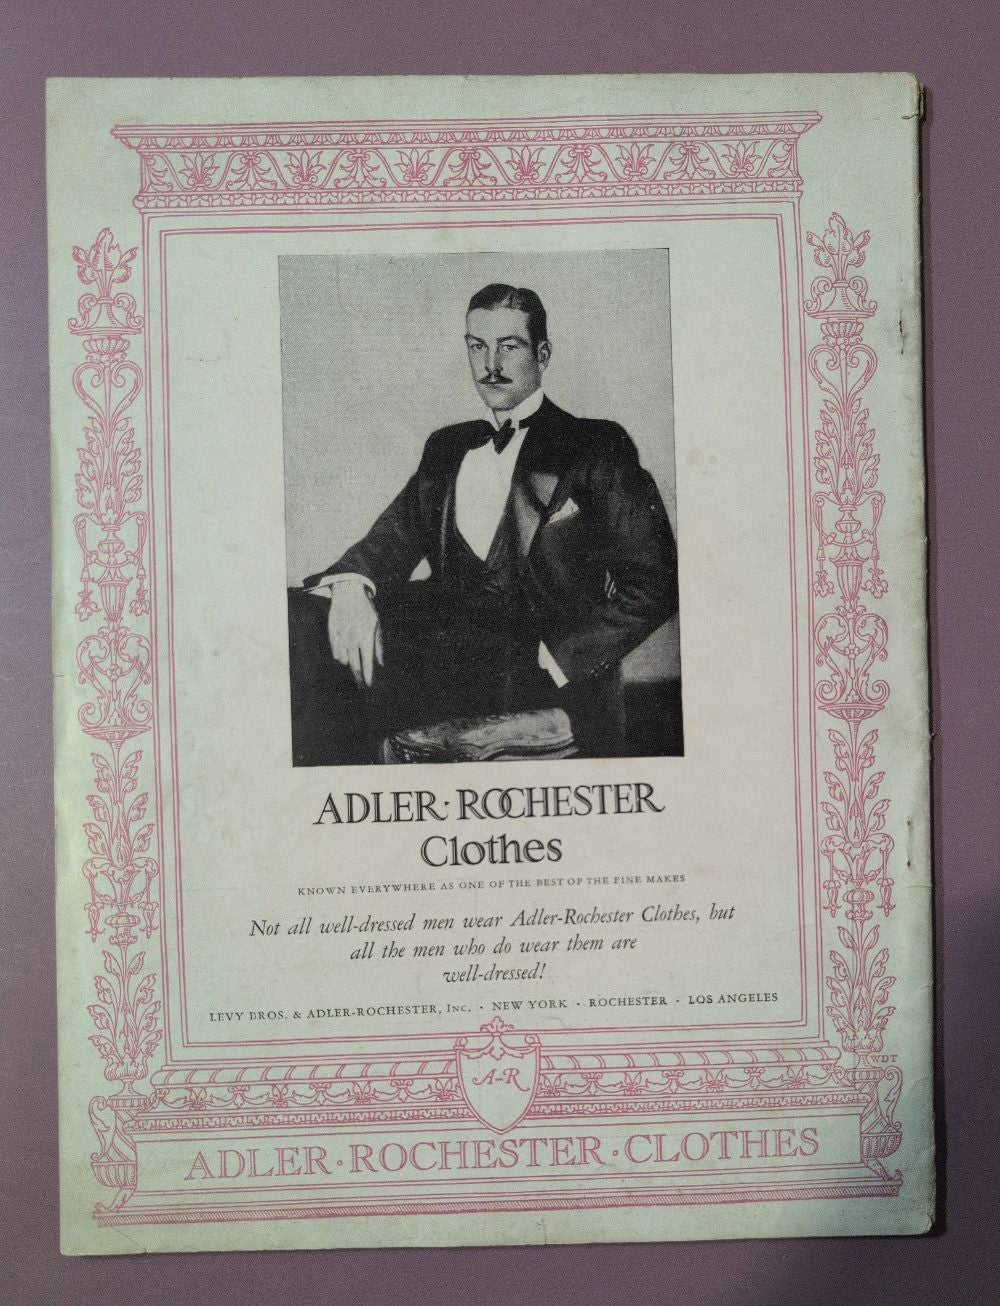 ADLER·ROCHESTER
Clothes
KNOWN EVERYWHERE AS ONE OF THE BEST OF THE FINE MAKES
Not all well-dressed men wear Adler-Rochester Clothes, but
all the men who do wear them are
well-dressed!
LEVY BROS. & ADLER-ROCHESTER, INC. · NEW YORK · ROCHESTER · LOS ANGELES
WDT
A-R
ADLER·ROCHESTER·CLOTHES